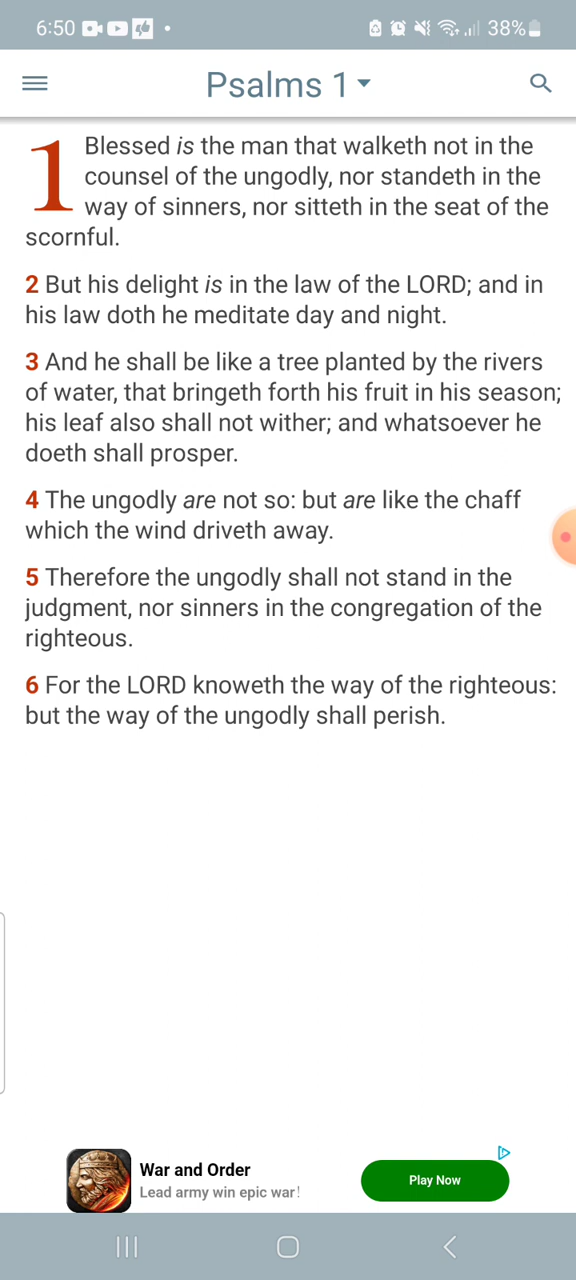 6:50
38%
Psalms 1
1 Blessed is the man that walketh not in the
counsel of the ungodly, nor standeth in the
way of sinners, nor sitteth in the seat of the
scornful.
2 But his delight is in the law of the LORD; and in
his law doth he meditate day and night.
3 And he shall be like a tree planted by the rivers
of water, that bringeth forth his fruit in his season;
his leaf also shall not wither; and whatsoever he
doeth shall prosper.
4 The ungodly are not so: but are like the chaff
which the wind driveth away.
5 Therefore the ungodly shall not stand in the
judgment, nor sinners in the congregation of the
righteous.
6 For the LORD knoweth the way of the righteous:
but the way of the ungodly shall perish.
War and Order
Lead army win epic war!
Play Now